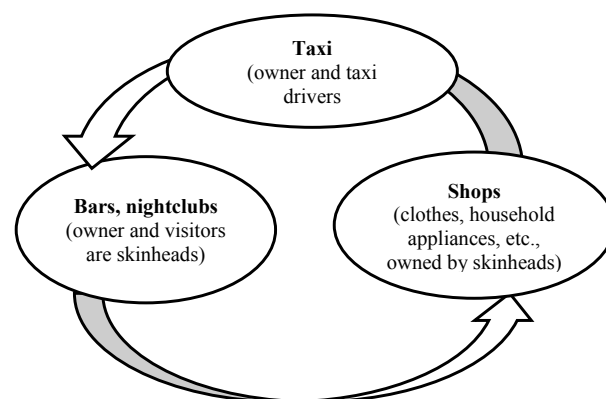 Taxi
(owner and taxi
drivers
Bars, nightclubs
(owner and visitors
are skinheads)
Shops
(clothes, household
appliances, etc.,
owned by skinheads)